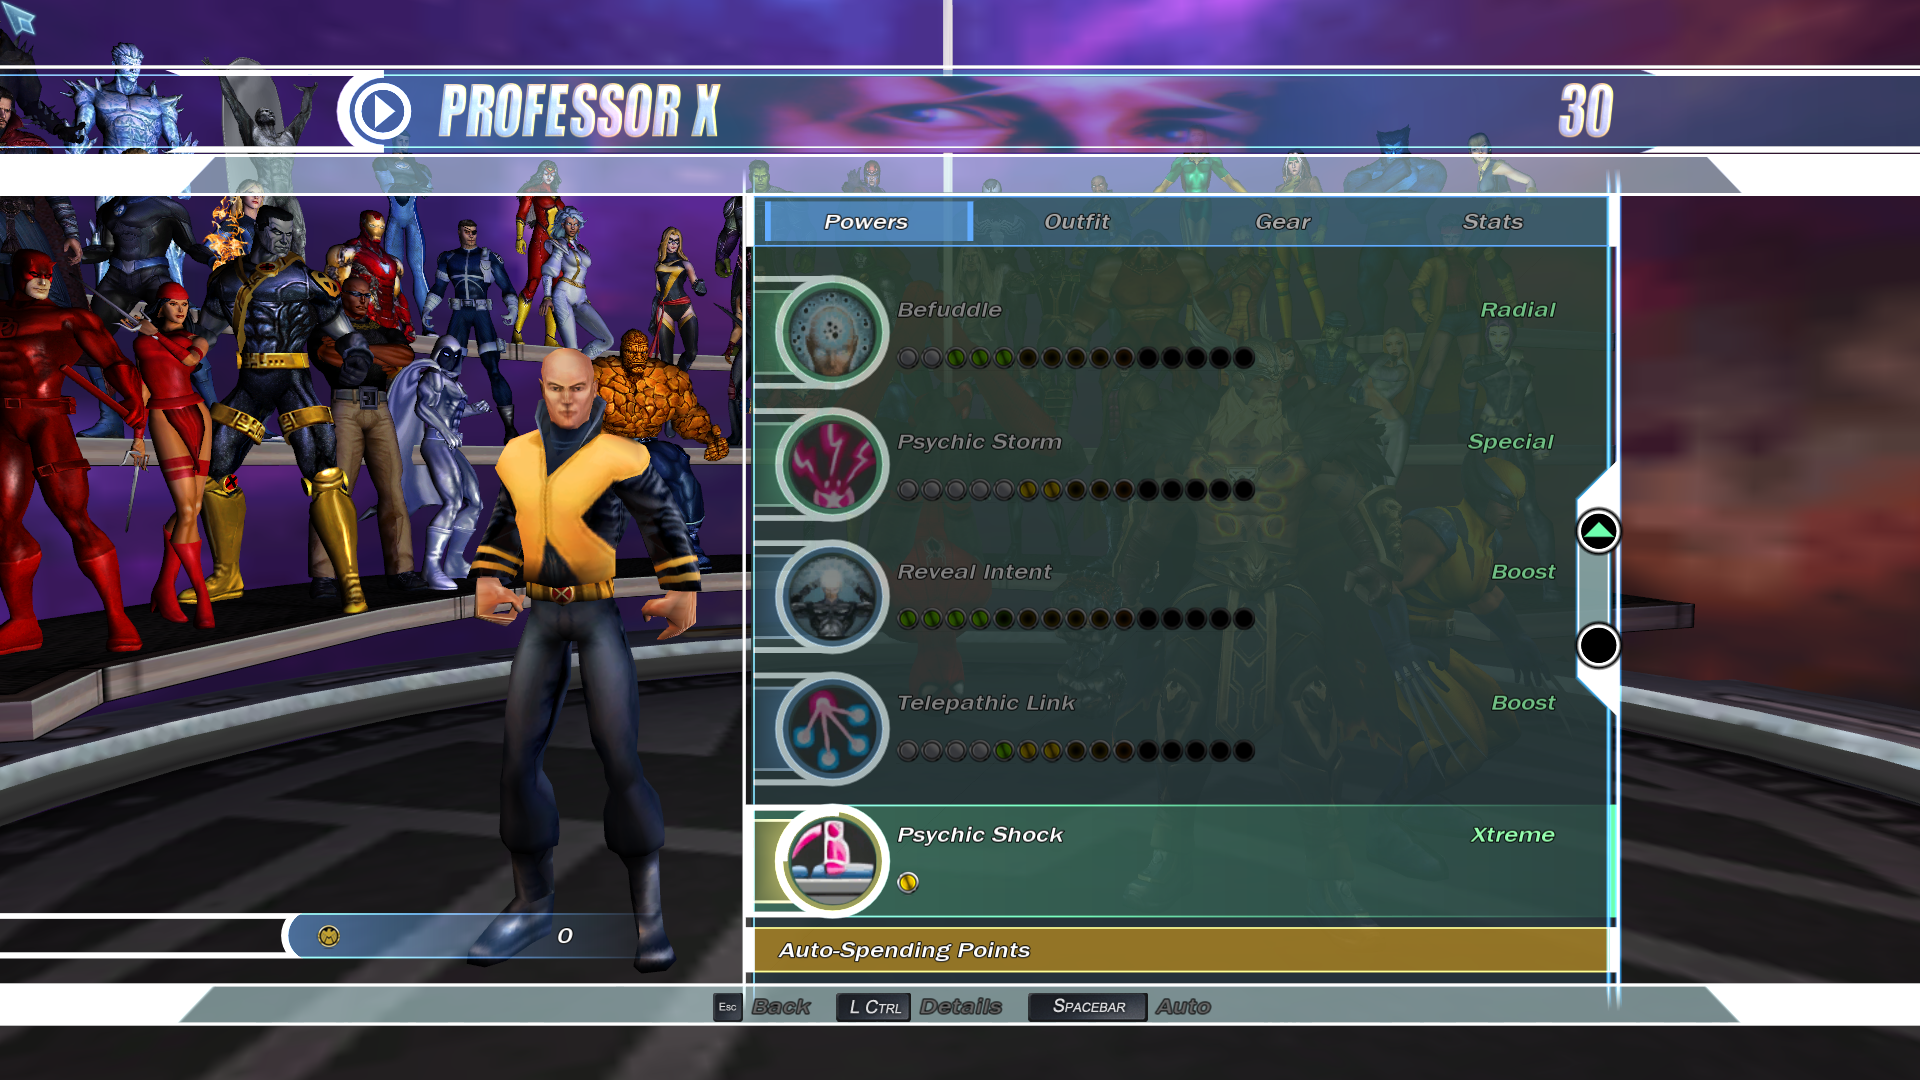 PROFESSOR X
30
Powers Outfit Gear Stats
Befuddle Radial
Psychic Storm Special
Reveal Intent Boost
Telepathic Link Boost
Psychic Shock Xtreme
0
Auto-Spending Points
Esc Back L CTRL Details SPACEBAR Auto